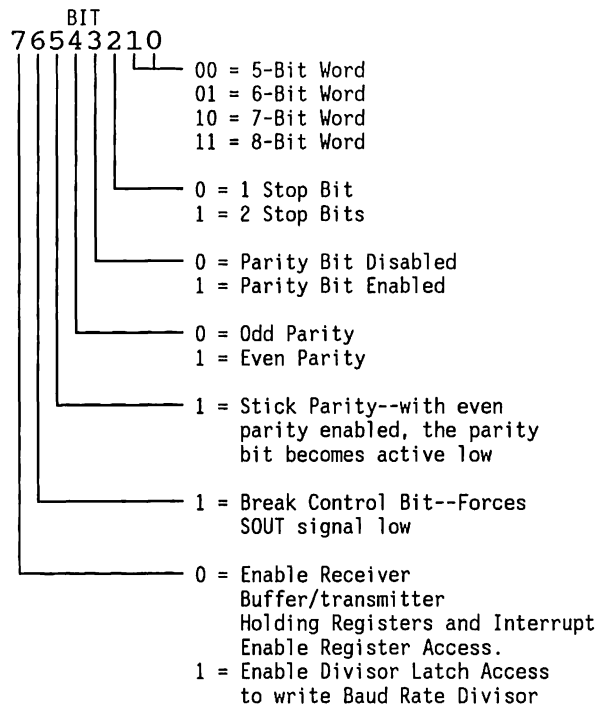 BIT
76543210
00 = 5-Bit Word
01 = 6-Bit Word
10 = 7-Bit Word
11 = 8-Bit Word
0 = 1 Stop Bit
1 = 2 Stop Bits
0 = Parity Bit Disabled
1 = Parity Bit Enabled
0 = Odd Parity
1 = Even Parity
1 = Stick Parity--with even
parity enabled, the parity
bit becomes active low
1 = Break Control Bit--Forces
SOUT signal low
0 = Enable Receiver
Buffer/transmitter
Holding Registers and Interrupt
Enable Register Access.
1 = Enable Divisor Latch Access
to write Baud Rate Divisor